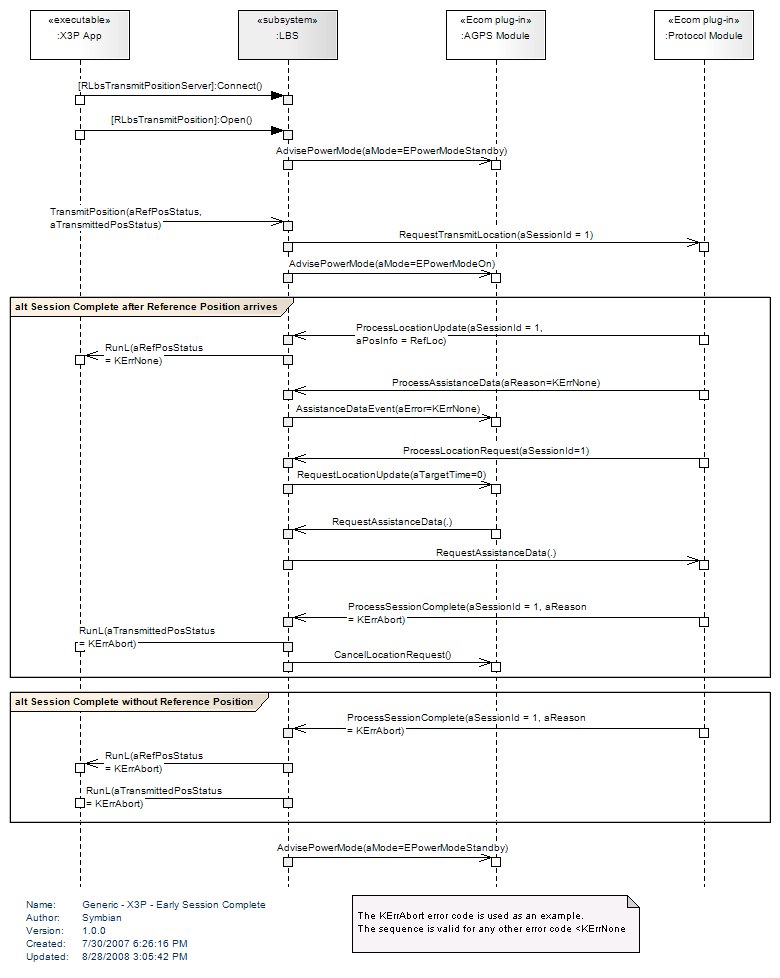 «executable»
:X3P App
«subsystem»
:LBS
«Ecom plug-in»
:AGPS Module
«Ecom plug-in»
:Protocol Module
[RLbsTransmitPositionServer]:Connect()
[RLbsTransmitPosition]:Open()
AdvisePowerMode(aMode=EPowerModeStandby)
TransmitPosition(aRefPosStatus,
aTransmittedPosStatus)
RequestTransmitLocation(aSessionId = 1)
AdvisePowerMode(aMode=EPowerModeOn)
alt Session Complete after Reference Position arrives
ProcessLocationUpdate(aSessionId = 1,
aPosInfo = RefLoc)
RunL(aRefPosStatus
= KErrNone)
ProcessAssistanceData(aReason=KErrNone)
AssistanceDataEvent(aError=KErrNone)
ProcessLocationRequest(aSessionId=1)
RequestLocationUpdate(aTargetTime=0)
RequestAssistanceData(.)
RequestAssistanceData(.)
ProcessSessionComplete(aSessionId = 1, aReason
= KErrAbort)
RunL(aTransmittedPosStatus
= KErrAbort)
CancelLocationRequest()
alt Session Complete without Reference Position
ProcessSessionComplete(aSessionId = 1, aReason
= KErrAbort)
RunL(aRefPosStatus
= KErrAbort)
RunL(aTransmittedPosStatus
= KErrAbort)
AdvisePowerMode(aMode=EPowerModeStandby)
Name: Generic - X3P - Early Session Complete
Author: Symbian
Version: 1.0.0
Created: 7/30/2007 6:26:16 PM
Updated: 8/28/2008 3:05:42 PM
The KErrAbort error code is used as an example.
The sequence is valid for any other error code <KErrNone